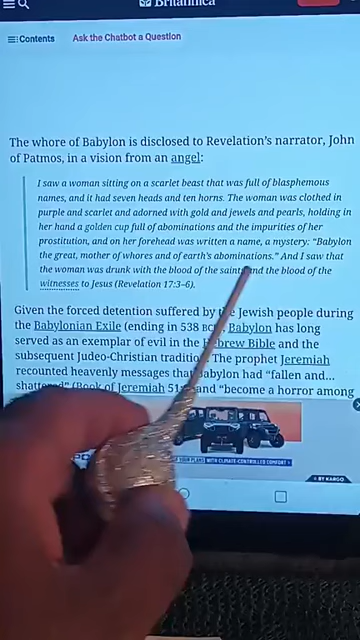 Britannica
Contents Ask the Chatbot a Question
The whore of Babylon is disclosed to Revelation's narrator, John
of Patmos, in a vision from an angel:
I saw a woman sitting on a scarlet beast that was full of blasphemous
names, and it had seven heads and ten horns. The woman was clothed in
purple and scarlet and adorned with gold and jewels and pearls, holding in
her hand a golden cup full of abominations and the impurities of her
prostitution, and on her forehead was written a name, a mystery: “Babylon
the great, mother of whores and of earth's abominations.” And I saw that
the woman was drunk with the blood of the saints and the blood of the
witnesses to Jesus (Revelation 17:3–6).
Given the forced detention suffered by the Jewish people during
the Babylonian Exile (ending in 538 BCE), Babylon has long
served as an exemplar of evil in the Hebrew Bible and the
subsequent Judeo-Christian tradition. The prophet Jeremiah
recounted heavenly messages that Babylon had “fallen and…
shattered” (Book of Jeremiah 51 and “become a horror among
WITH CLIMATE-CONTROLLED COMFORT
BY KARGO